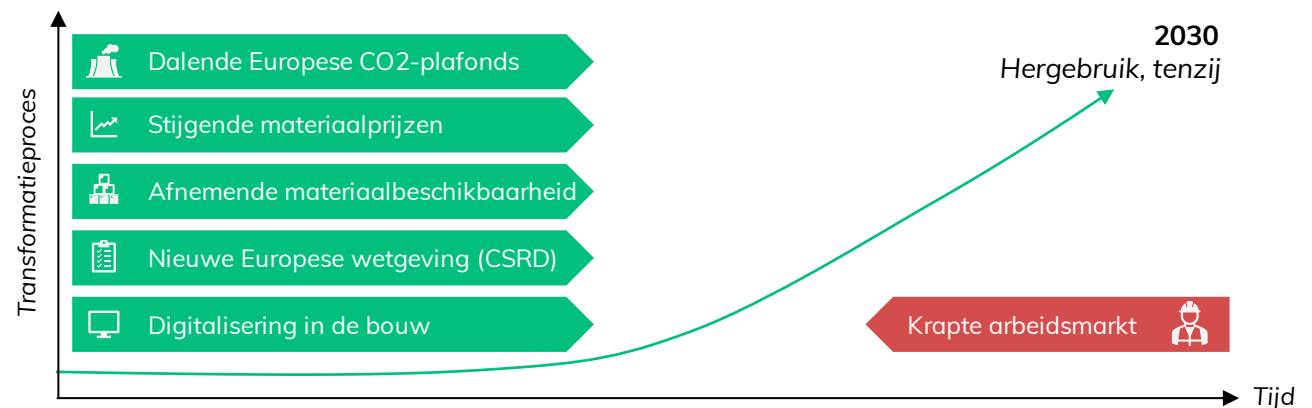 Transformatieproces
Dalende Europese CO2-plafonds
Stijgende materiaalprijzen
Afnemende materiaalbeschikbaarheid
Nieuwe Europese wetgeving (CSRD)
Digitalisering in de bouw
2030
Hergebruik, tenzij
Krapte arbeidsmarkt
Tijd